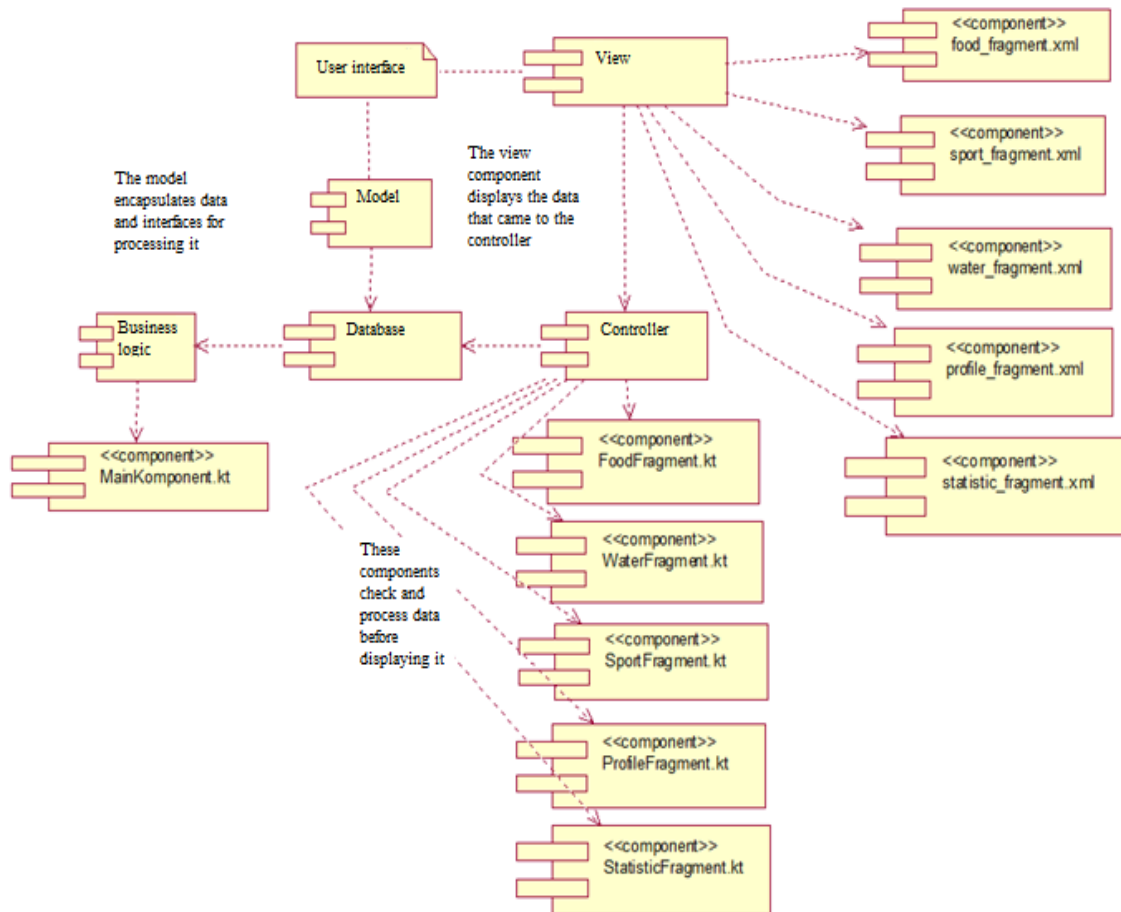 <<component>>
food_fragment.xml
User interface
View
<<component>>
sport_fragment.xml
The model
encapsulates data
and interfaces for
processing it
Model
The view
component
displays the data
that came to the
controller
<<component>>
water_fragment.xml
Business
logic
Database
Controller
<<component>>
profile_fragment.xml
<<component>>
MainKomponent.kt
<<component>>
FoodFragment.kt
<<component>>
statistic_fragment.xml
These
components
check and
process data
before
displaying it
<<component>>
WaterFragment.kt
<<component>>
SportFragment.kt
<<component>>
ProfileFragment.kt
<<component>>
StatisticFragment.kt